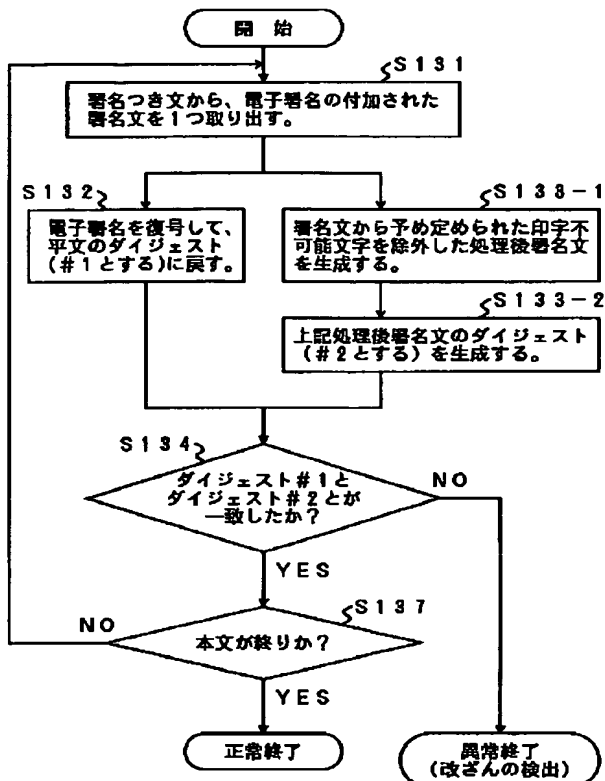 開 始
S131
署名つき文から、電子署名の付加された
署名文を1つ取り出す。
S132
電子署名を復号して、
平文のダイジェスト
(#1とする)に戻す。
S133-1
署名文から予め定められた印字不
可能文字を除外した処理後署名文
を生成する。
S133-2
上記処理後署名文のダイジェスト
(#2とする)を生成する。
S134
ダイジェスト#1と
ダイジェスト#2とが
一致したか?
NO
YES
S137
NO
本文が終りか?
YES
正常終了
異常終了
(改ざんの検出)